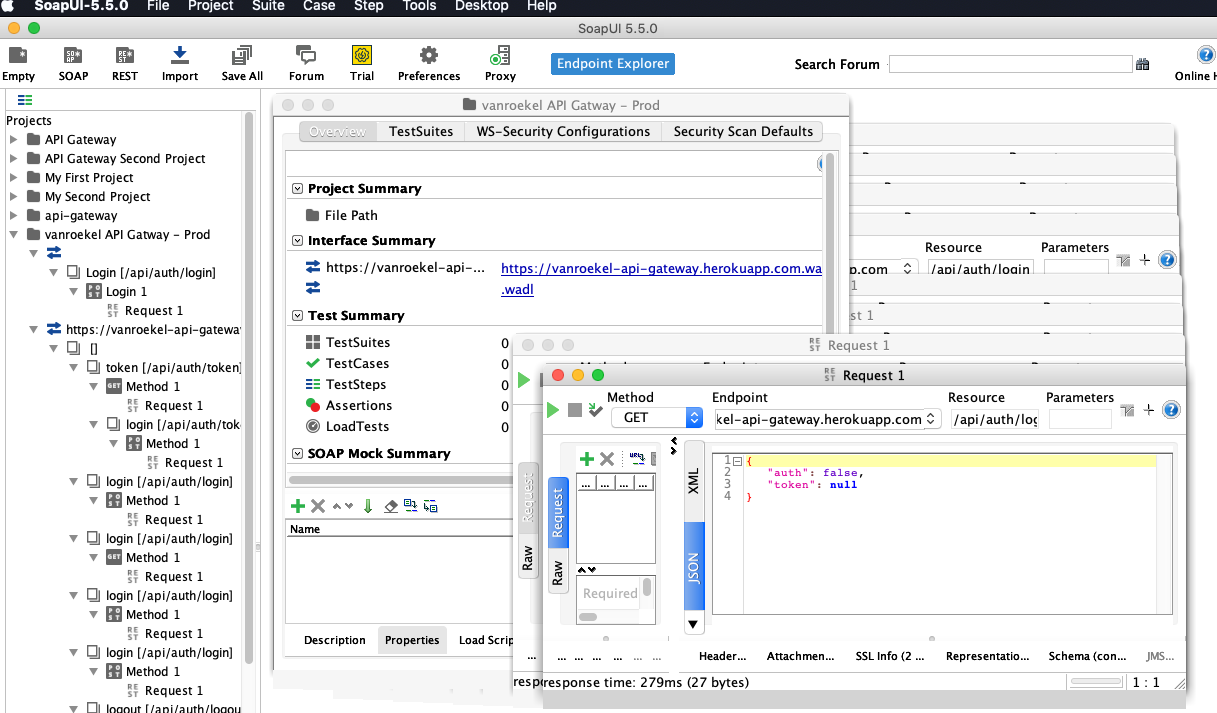 SoapUI-5.5.0 File Project Suite Case Step Tools Desktop Help
SoapUI 5.5.0
Empty SOAP REST Import Save All Forum Trial Preferences Proxy
Endpoint Explorer
Search Forum
Online
Projects
API Gateway
API Gateway Second Project
My First Project
My Second Project
api-gateway
vanroekel API Gatway – Prod
Login [/api/auth/login]
Login 1
Request 1
https://vanroekel-api-gateway
[]
token [/api/auth/token]
Method 1
Request 1
login [/api/auth/tok
Method 1
Request 1
login [/api/auth/login]
Method 1
Request 1
login [/api/auth/login]
Method 1
Request 1
login [/api/auth/login]
Method 1
Request 1
login [/api/auth/login]
Method 1
Request 1
logout [/api/auth/logou
vanroekel API Gatway – Prod
Overview TestSuites WS-Security Configurations Security Scan Defaults
Project Summary
File Path
Interface Summary
https://vanroekel-api-... https://vanroekel-api-gateway.herokuapp.com.wa
.wadl
Test Summary
TestSuites 0
TestCases 0
TestSteps 0
Assertions 0
LoadTests 0
SOAP Mock Summary
Name
Description Properties Load Scrip
Resource Parameters
p.com /api/auth/login
1
st 1
Request 1
Request
Raw
...
resp
Request 1
Method Endpoint Resource Parameters
GET kel-api-gateway.herokuapp.com /api/auth/log
Request
Raw
... ... ... ...
Required
XML
JSON
1 {
2 "auth": false,
3 "token": null
4 }
... ... ... ... ... ...
Header... Attachmen... SSL Info (2 ... Representatio... Schema (con... JMS...
response time: 279ms (27 bytes)
1 : 1